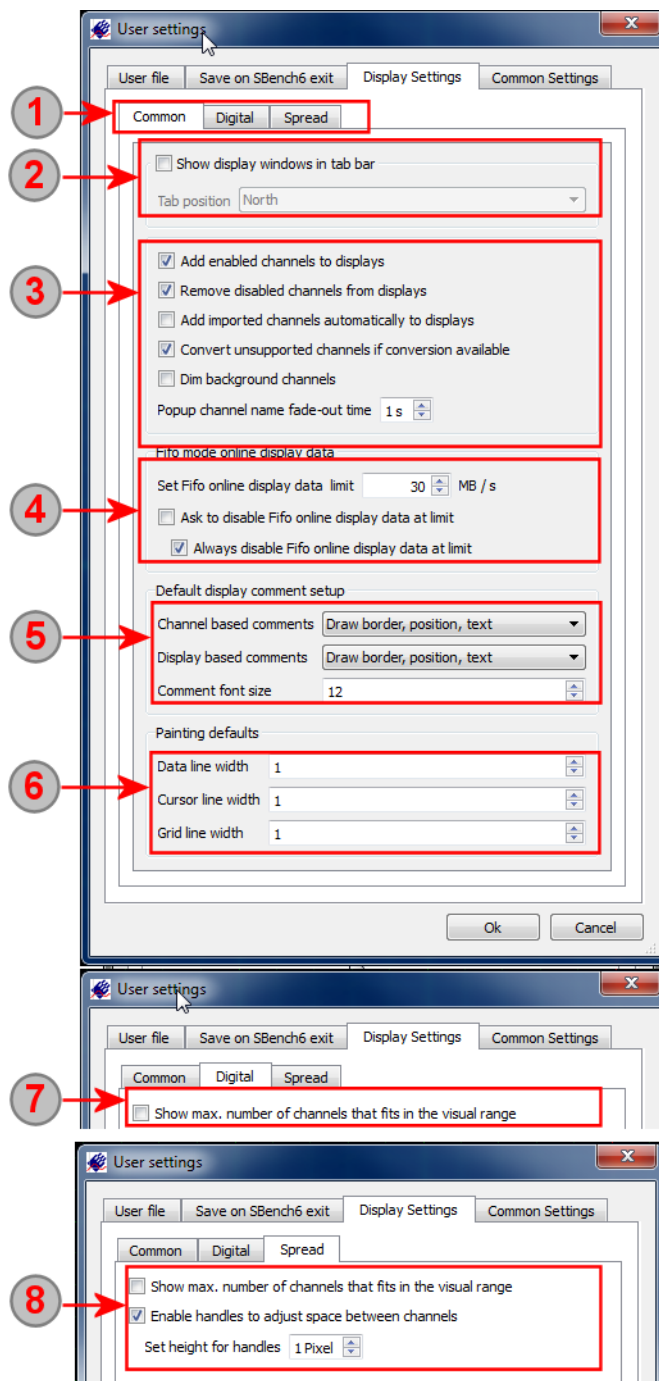 User settings
User file Save on SBench6 exit Display Settings Common Settings
1 Common Digital Spread
2 Show display windows in tab bar
Tab position North
Add enabled channels to displays
3 Remove disabled channels from displays
Add imported channels automatically to displays
Convert unsupported channels if conversion available
Dim background channels
Popup channel name fade-out time 1 s
Fifo mode online display data
Set Fifo online display data limit 30 MB / s
4 Ask to disable Fifo online display data at limit
Always disable Fifo online display data at limit
Default display comment setup
Channel based comments Draw border, position, text
5 Display based comments Draw border, position, text
Comment font size 12
Painting defaults
Data line width 1
6 Cursor line width 1
Grid line width 1
Ok Cancel
User settings
User file Save on SBench6 exit Display Settings Common Settings
Common Digital Spread
7 Show max. number of channels that fits in the visual range
User settings
User file Save on SBench6 exit Display Settings Common Settings
Common Digital Spread
Show max. number of channels that fits in the visual range
8 Enable handles to adjust space between channels
Set height for handles 1 Pixel